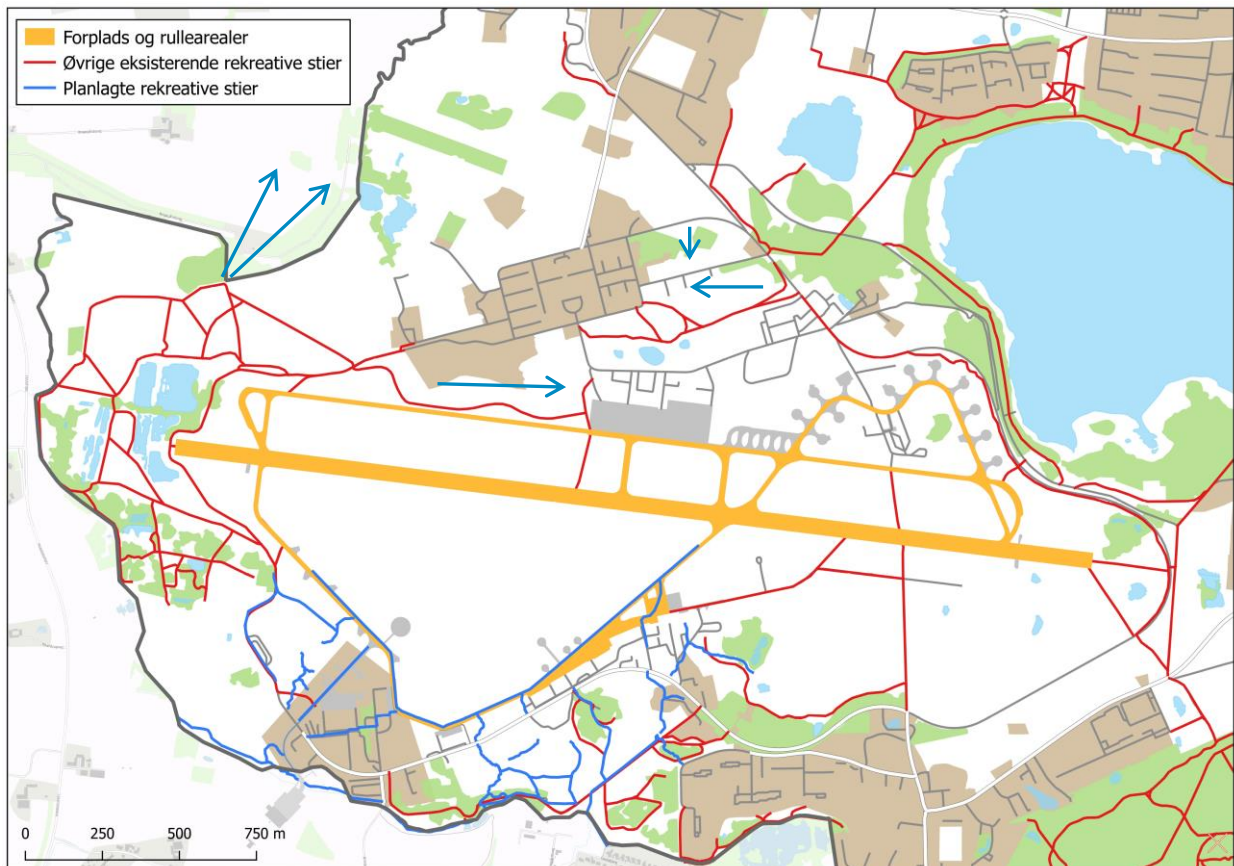 Forplads og rullearealer
Øvrige eksisterende rekreative stier
Planlagte rekreative stier
0 250 500 750 m